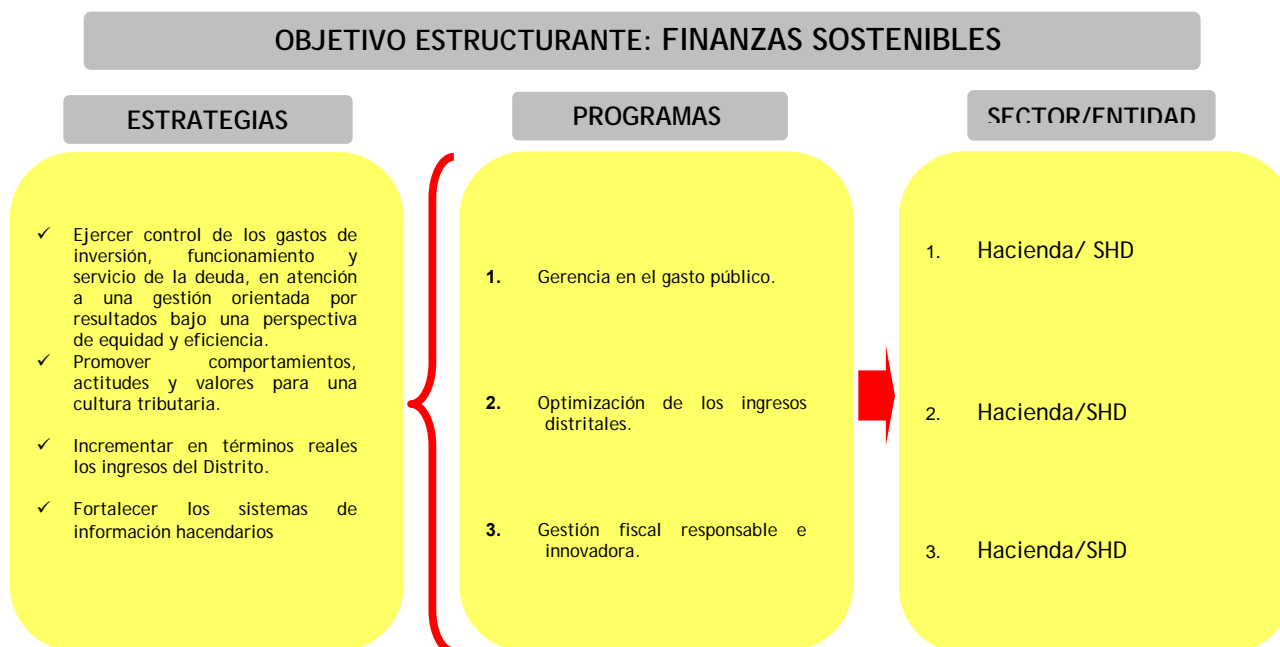 OBJETIVO ESTRUCTURANTE: FINANZAS SOSTENIBLES
ESTRATEGIAS
✓ Ejercer control de los gastos de
inversión, funcionamiento y
servicio de la deuda, en atención
a una gestión orientada por
resultados bajo una perspectiva
de equidad y eficiencia.
✓ Promover comportamientos,
actitudes y valores para una
cultura tributaria.
✓ Incrementar en términos reales
los ingresos del Distrito.
✓ Fortalecer los sistemas de
información hacendarios
PROGRAMAS
1. Gerencia en el gasto público.
2. Optimización de los ingresos
distritales.
3. Gestión fiscal responsable e
innovadora.
SECTOR/ENTIDAD
1. Hacienda/ SHD
2. Hacienda/SHD
3. Hacienda/SHD